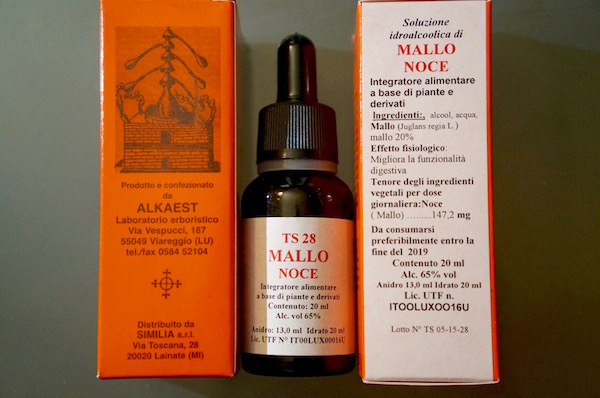 Prodotto e confezionato
da
ALKAEST
Laboratorio erboristico
Via Vespucci, 187
55049 Viareggio (LU)
tel./fax 0584 52104
Distribuito da
SIMILIA s.r.l.
Via Toscana, 28
20020 Lainate (MI)
TS 28
MALLO
NOCE
Integratore alimentare
a base di piante e derivati
Contenuto: 20 ml
Alc. vol 65%
Anidro: 13,0 ml Idrato 20 ml
Lic. UTF N° IT00LUX00016U
Soluzione
idroalcoolica di
MALLO
NOCE
Integratore alimentare
a base di piante e
derivati
Ingredienti:, alcool, acqua,
Mallo (Juglans regia L.)
mallo 20%
Effetto fisiologico:
Migliora la funzionalità
digestiva
Tenore degli ingredienti
vegetali per dose
giornaliera:Noce
( Mallo) .........147,2 mg
Da consumarsi
preferibilmente entro la
fine del 2019
Contenuto 20 ml
Alc. 65% vol
Anidro 13,0 ml Idrato 20 ml
Lic. UTF n.
ITOOLUXOO16U
Lotto N° TS 05-15-28